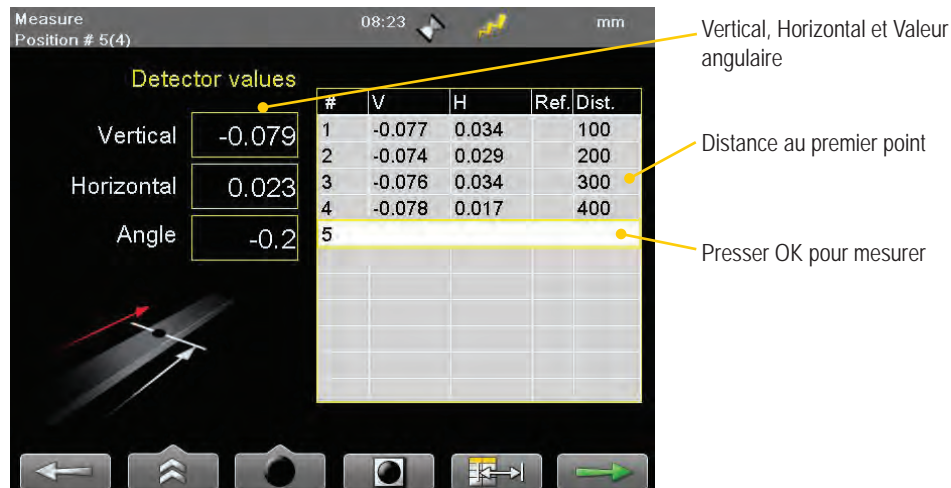 Measure 08:23 mm
Position # 5(4)
Detector values
Vertical -0.079
Horizontal 0.023
Angle -0.2
# V H Ref. Dist.
1 -0.077 0.034 100
2 -0.074 0.029 200
3 -0.076 0.034 300
4 -0.078 0.017 400
5
Vertical, Horizontal et Valeur
angulaire
Distance au premier point
Presser OK pour mesurer